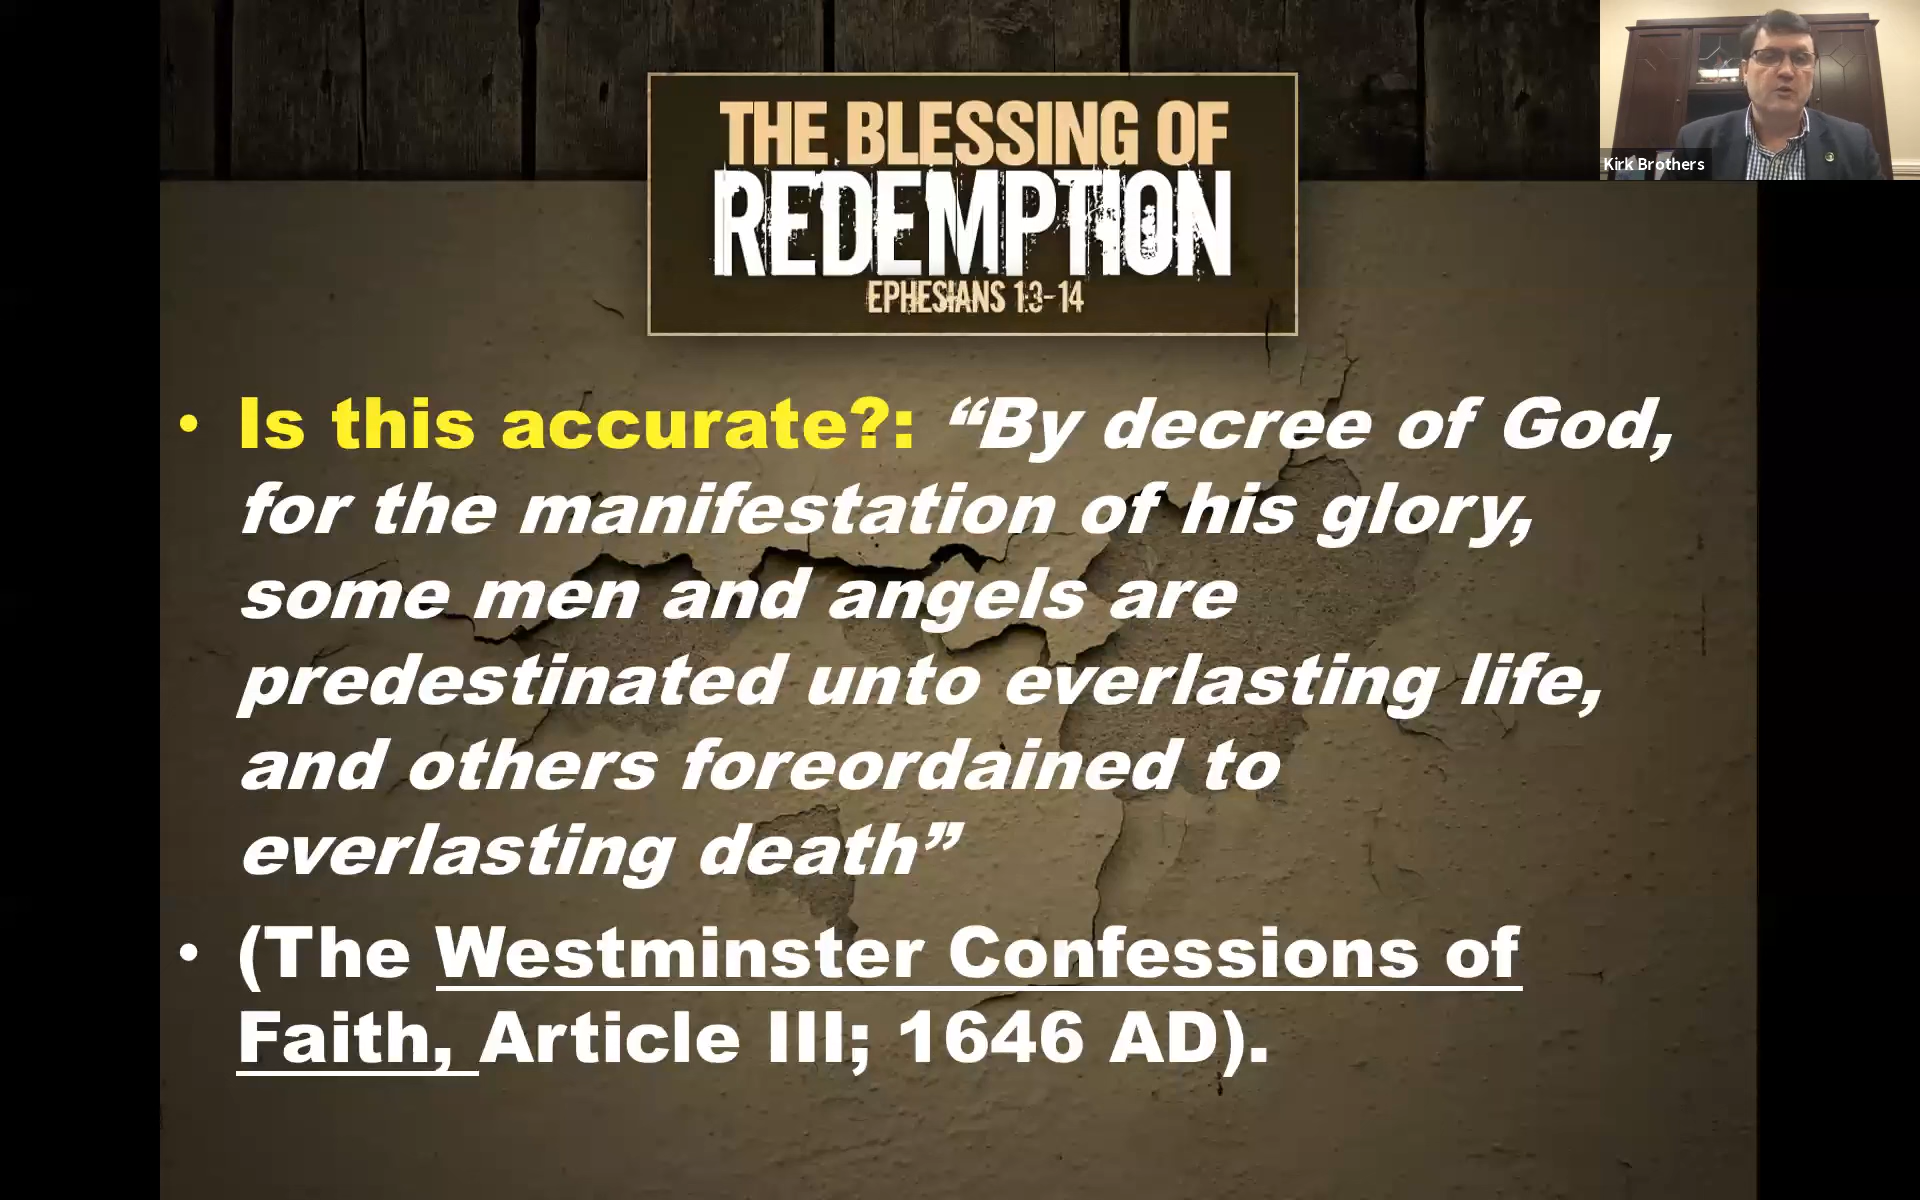 THE BLESSING OF
REDEMPTION
EPHESIANS 1:3-14
Kirk Brothers
• Is this accurate?: “By decree of God,
for the manifestation of his glory,
some men and angels are
predestinated unto everlasting life,
and others foreordained to
everlasting death”
• (The Westminster Confessions of
Faith, Article III; 1646 AD).